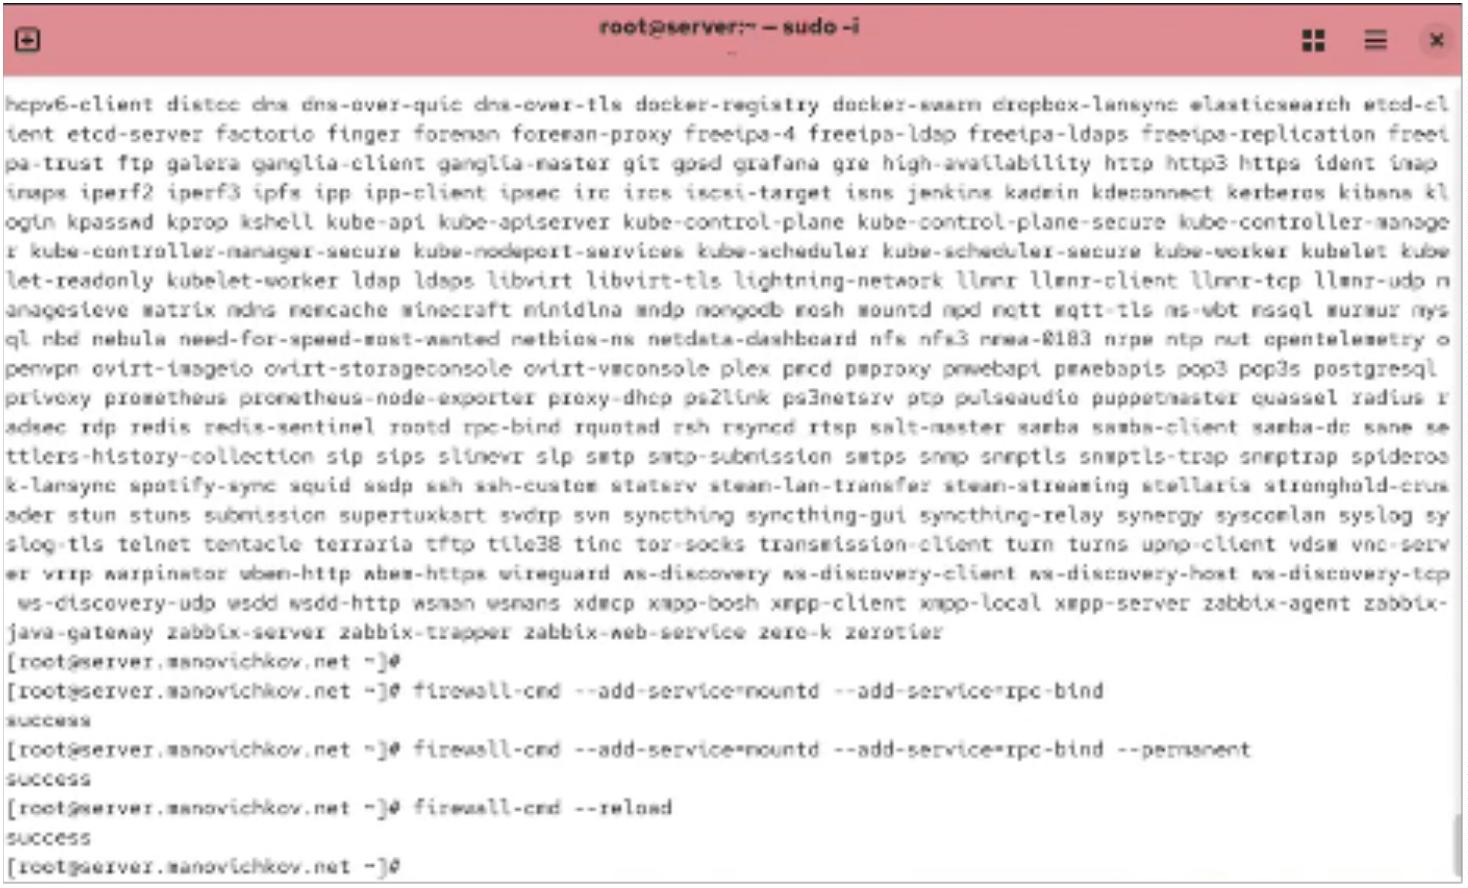 root@server:~ — sudo -i
hcpv6-client distcc dns dns-over-quic dns-over-tls docker-registry docker-swarm dropbox-lansync elasticsearch etcd-cl
ient etcd-server factorio finger foreman foreman-proxy freeipa-4 freeipa-ldap freeipa-ldaps freeipa-replication freei
pa-trust ftp galera ganglia-client ganglia-master git gpsd grafana gre high-availability http http3 https ident imap
imaps iperf2 iperf3 ipfs ipp ipp-client ipsec irc ircs iscsi-target isns jenkins kadmin kdeconnect kerberos kibana kl
ogin kpasswd kprop kshell kube-api kube-apiserver kube-control-plane kube-control-plane-secure kube-controller-manage
r kube-controller-manager-secure kube-nodeport-services kube-scheduler kube-scheduler-secure kube-worker kubelet kube
let-readonly kubelet-worker ldap ldaps libvirt libvirt-tls lightning-network llmnr llmnr-client llmnr-tcp llmnr-udp m
anagesieve matrix mdns memcache minecraft minidlna mndp mongodb mosh mountd mpd mqtt mqtt-tls ms-wbt mssql murmur mys
ql nbd nebula need-for-speed-most-wanted netbios-ns netdata-dashboard nfs nfs3 nmea-0183 nrpe ntp nut opentelemetry o
penvpn ovirt-imageio ovirt-storageconsole ovirt-vmconsole plex pmcd pmproxy pmwebapi pmwebapis pop3 pop3s postgresql
privoxy prometheus prometheus-node-exporter proxy-dhcp ps2link ps3netsrv ptp pulseaudio puppetmaster quassel radius r
adsec rdp redis redis-sentinel rootd rpc-bind rquotad rsh rsyncd rtsp salt-master samba samba-client samba-dc sane se
ttlers-history-collection sip sips slimevr slp smtp smtp-submission smtps snmp snmptls snmptls-trap snmptrap spideroa
k-lansync spotify-sync squid ssdp ssh ssh-custom statsrv steam-lan-transfer steam-streaming stellaris stronghold-crus
ader stun stuns submission supertuxkart svdrp svn syncthing syncthing-gui syncthing-relay synergy syscomlan syslog sy
slog-tls telnet tentacle terraria tftp tile38 tinc tor-socks transmission-client turn turns upnp-client vdsm vnc-serv
er vrrp warpinator wbem-http wbem-https wireguard ws-discovery ws-discovery-client ws-discovery-host ws-discovery-tcp
 ws-discovery-udp wsdd wsdd-http wsman wsmans xdmcp xmpp-bosh xmpp-client xmpp-local xmpp-server zabbix-agent zabbix-
java-gateway zabbix-server zabbix-trapper zabbix-web-service zero-k zerotier
[root@server.manovichkov.net ~]#
[root@server.manovichkov.net ~]# firewall-cmd --add-service=mountd --add-service=rpc-bind
success
[root@server.manovichkov.net ~]# firewall-cmd --add-service=mountd --add-service=rpc-bind --permanent
success
[root@server.manovichkov.net ~]# firewall-cmd --reload
success
[root@server.manovichkov.net ~]#